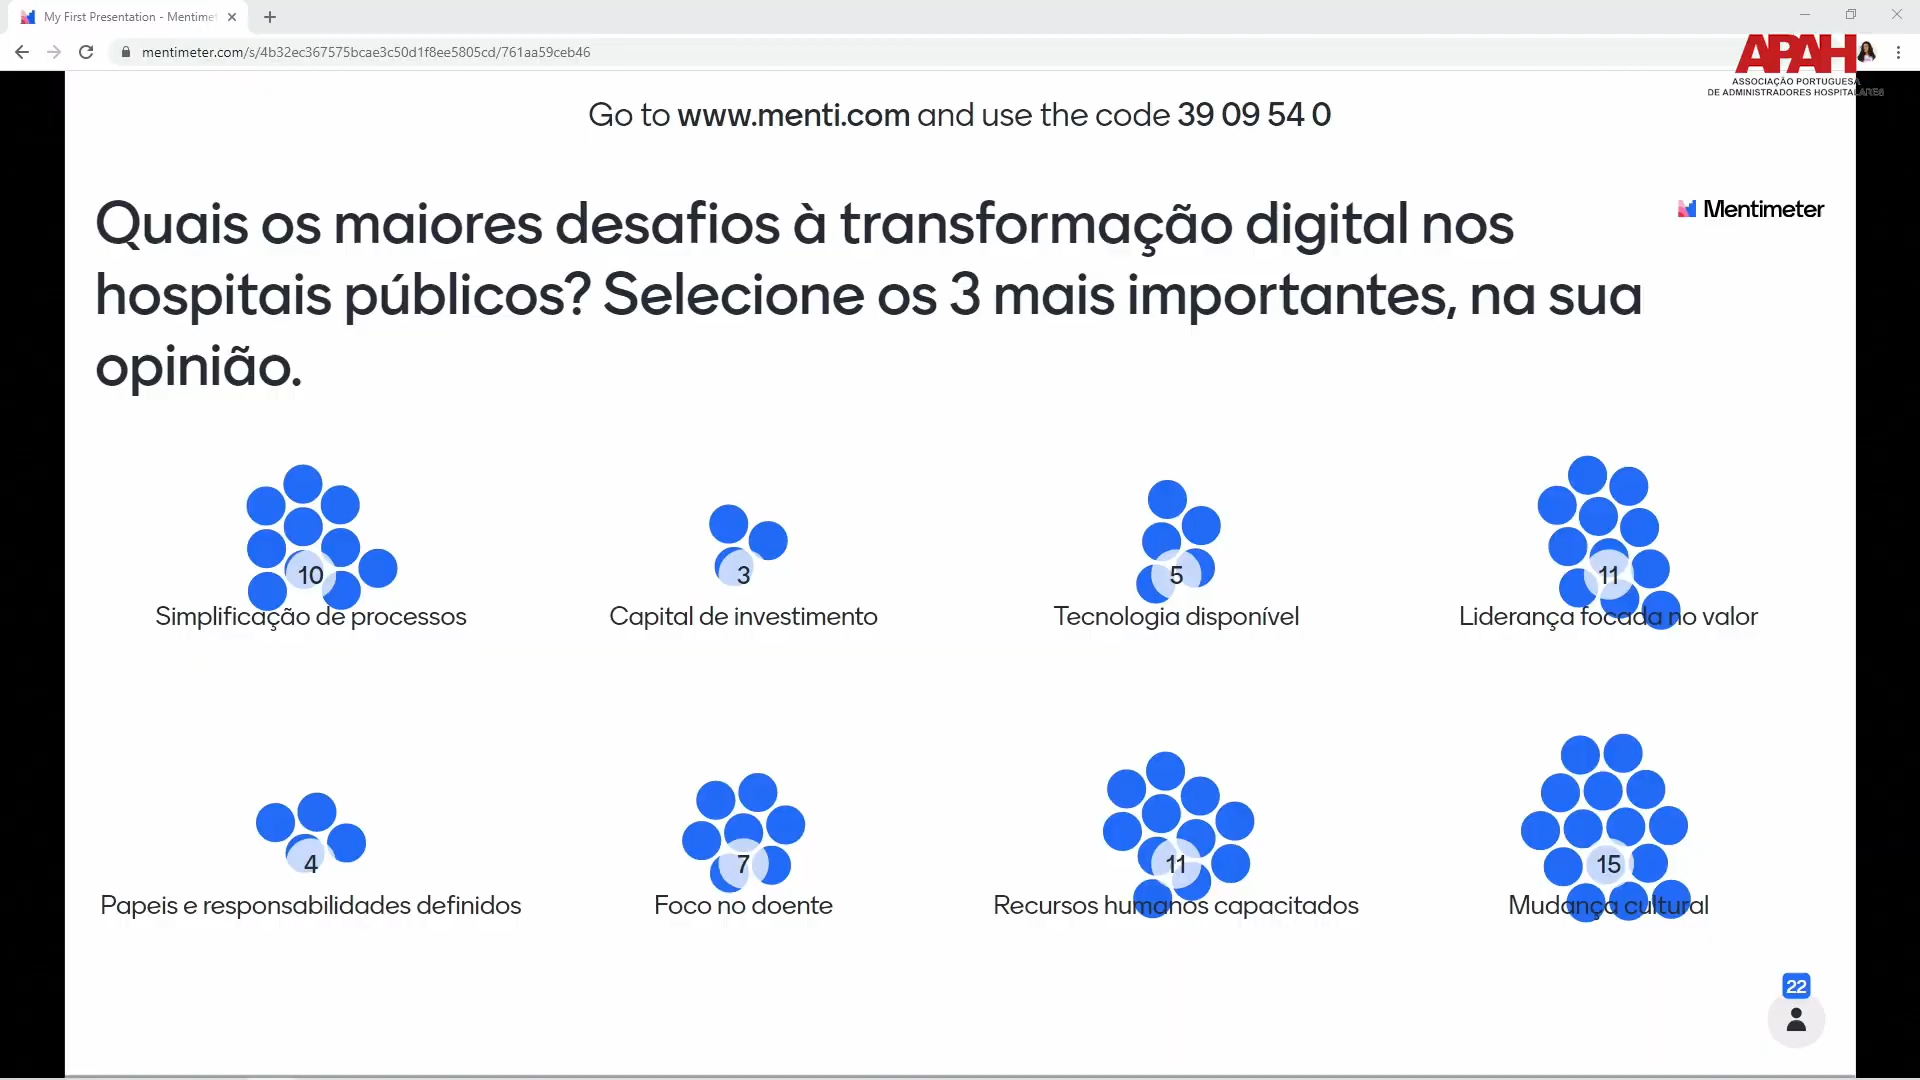 My First Presentation - Mentimet
mentimeter.com/s/4b32ec367575bcae3c50d1f8ee5805cd/761aa59ceb46
APAH
ASSOCIAÇÃO PORTUGUESA
DE ADMINISTRADORES HOSPITALARES
Go to www.menti.com and use the code 39 09 54 0
Mentimeter
Quais os maiores desafios à transformação digital nos
hospitais públicos? Selecione os 3 mais importantes, na sua
opinião.
10
3
5
11
Simplificação de processos
Capital de investimento
Tecnologia disponível
Liderança focada no valor
4
7
11
15
Papeis e responsabilidades definidos
Foco no doente
Recursos humanos capacitados
Mudança cultural
22